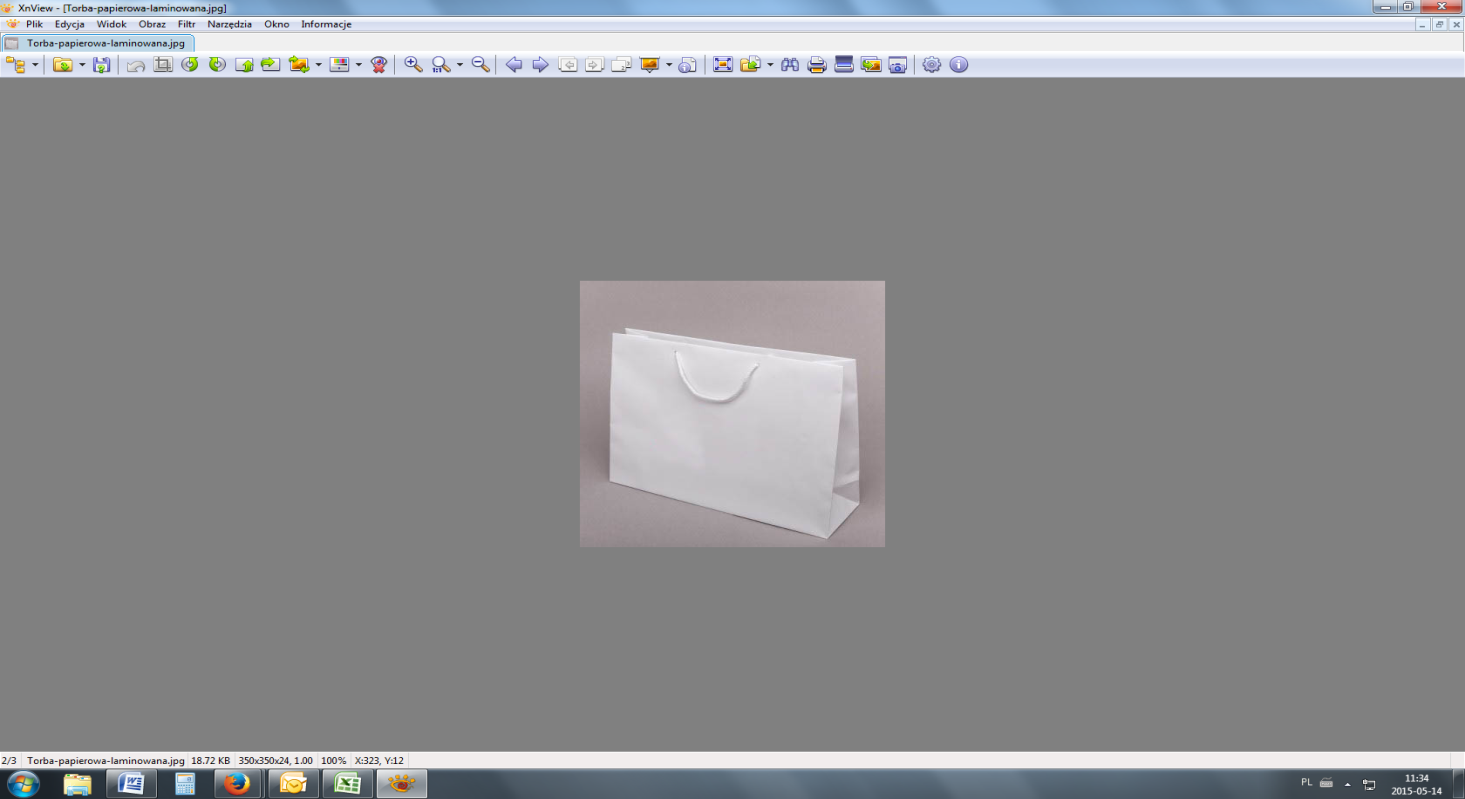 XnView - [Torba-papierowa-laminowana.jpg]
Plik Edycja Widok Obraz Filtr Narzędzia Okno Informacje
Torba-papierowa-laminowana.jpg
1:1
2/3 Torba-papierowa-laminowana.jpg 18.72 KB 350x350x24, 1.00 100% X:323, Y:12
PL 11:34
2015-05-14